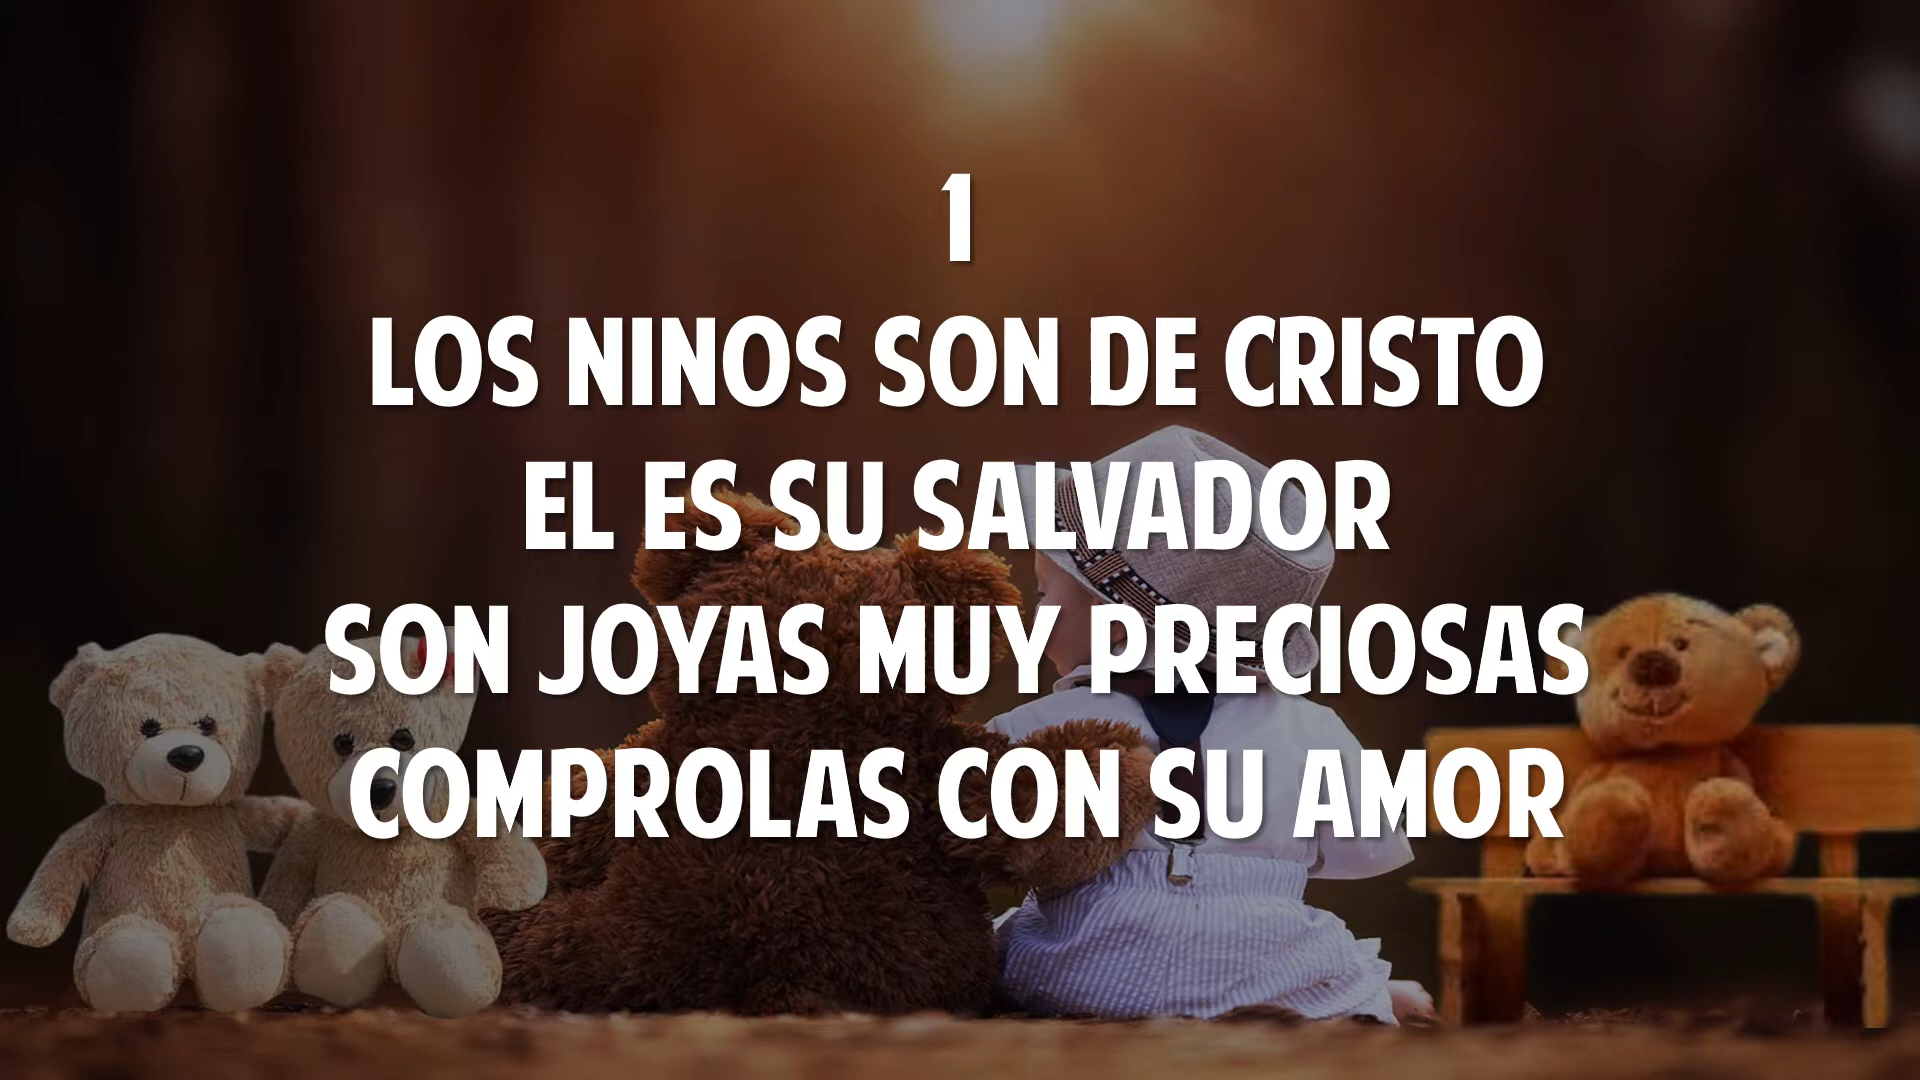 1
LOS NINOS SON DE CRISTO
EL ES SU SALVADOR
SON JOYAS MUY PRECIOSAS
COMPROLAS CON SU AMOR